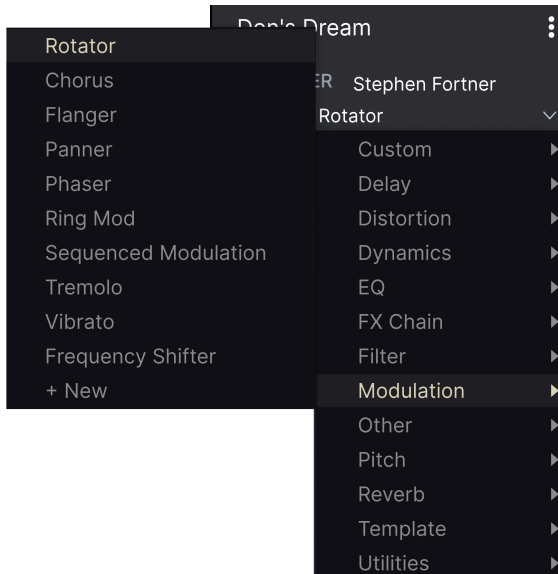 Don's Dream
ER Stephen Fortner
Rotator
Custom
Delay
Distortion
Dynamics
EQ
FX Chain
Filter
Modulation
Other
Pitch
Reverb
Template
Utilities
Rotator
Chorus
Flanger
Panner
Phaser
Ring Mod
Sequenced Modulation
Tremolo
Vibrato
Frequency Shifter
+ New